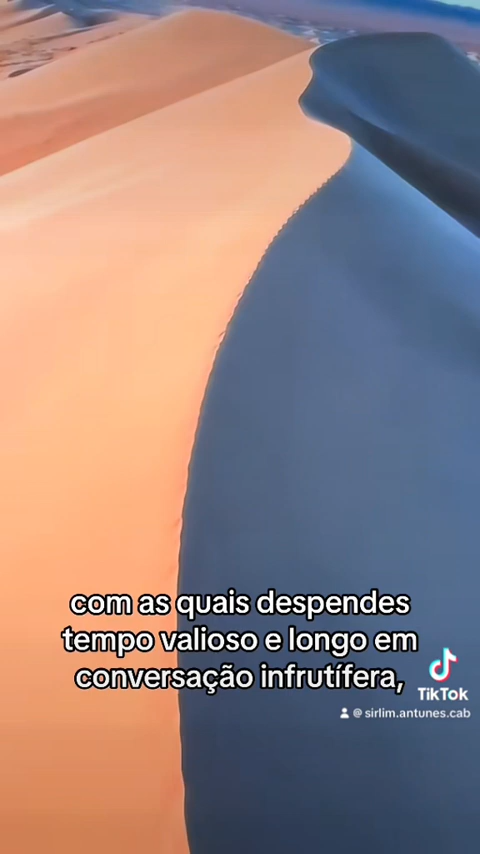 com as quais despendes
tempo valioso e longo em
conversação infrutífera,
TikTok
@ sirlim.antunes.cab